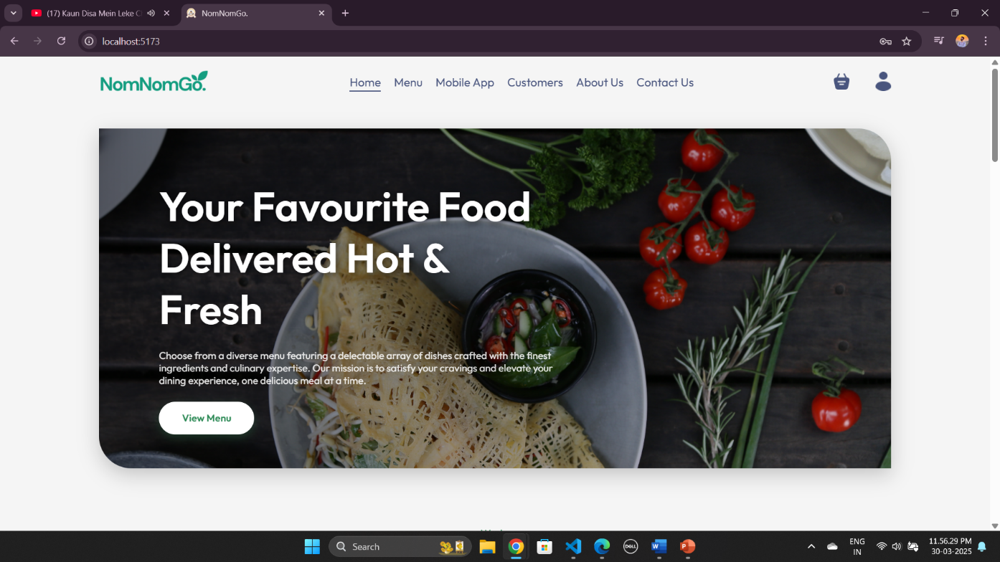 (17) Kaun Disa Mein Leke C
NomNomGo.
localhost:5173
NomNomGo.
Home Menu Mobile App Customers About Us Contact Us
Your Favourite Food
Delivered Hot &
Fresh
Choose from a diverse menu featuring a delectable array of dishes crafted with the finest
ingredients and culinary expertise. Our mission is to satisfy your cravings and elevate your
dining experience, one delicious meal at a time.
View Menu
Search
DELL
W
P
ENG
IN
11.56.29 PM
30-03-2025